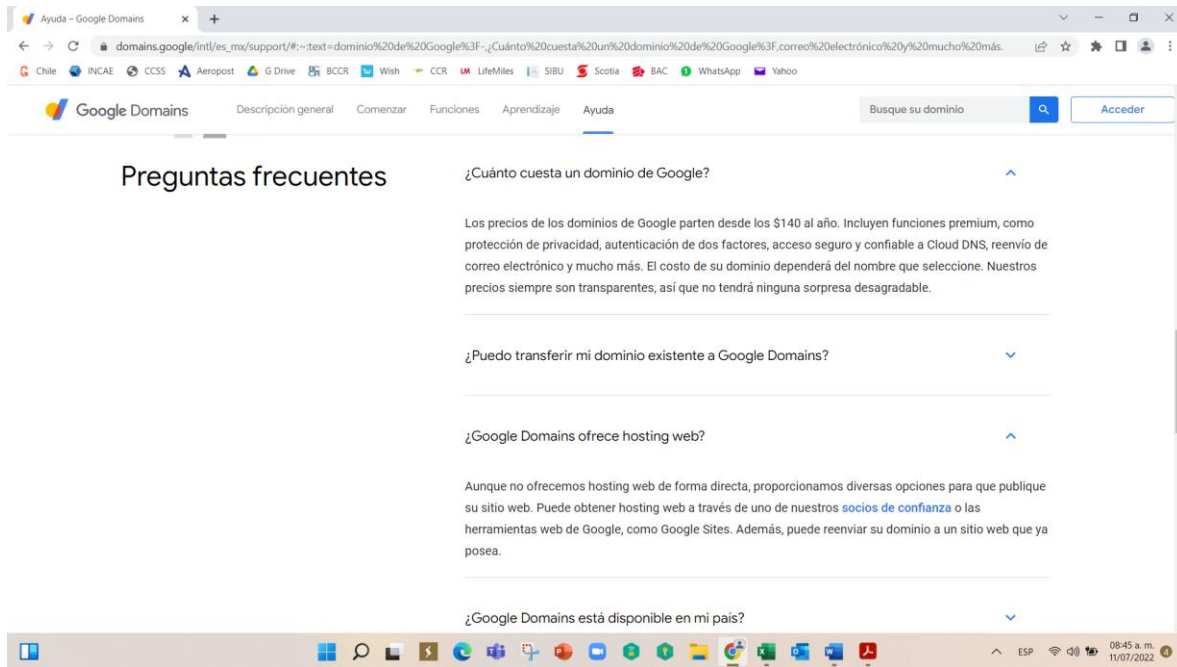 Ayuda – Google Domains
domains.google/intl/es_mx/support/#:~:text=dominio%20de%20Google%3F-,¿Cuánto%20cuesta%20un%20dominio%20de%20Google%3F,correo%20electrónico%20y%20mucho%20más.
Chile INCAE CCSS Aeropost G Drive BCCR Wish CCR LifeMiles SIBU Scotia BAC WhatsApp Yahoo
Google Domains Descripción general Comenzar Funciones Aprendizaje Ayuda Busque su dominio Acceder
Preguntas frecuentes
¿Cuánto cuesta un dominio de Google?
Los precios de los dominios de Google parten desde los $140 al año. Incluyen funciones premium, como
protección de privacidad, autenticación de dos factores, acceso seguro y confiable a Cloud DNS, reenvío de
correo electrónico y mucho más. El costo de su dominio dependerá del nombre que seleccione. Nuestros
precios siempre son transparentes, así que no tendrá ninguna sorpresa desagradable.
¿Puedo transferir mi dominio existente a Google Domains?
¿Google Domains ofrece hosting web?
Aunque no ofrecemos hosting web de forma directa, proporcionamos diversas opciones para que publique
su sitio web. Puede obtener hosting web a través de uno de nuestros socios de confianza o las
herramientas web de Google, como Google Sites. Además, puede reenviar su dominio a un sitio web que ya
posea.
¿Google Domains está disponible en mi país?
ESP
08:45 a. m.
11/07/2022
4